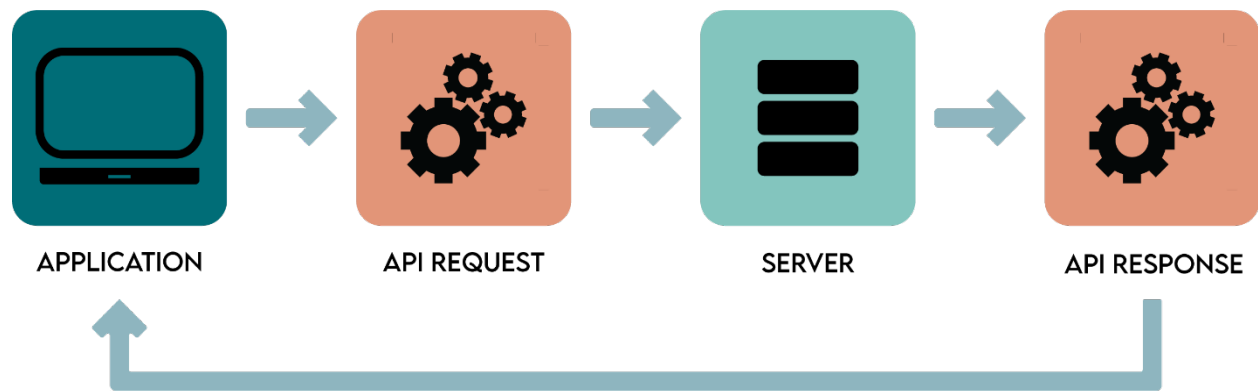 APPLICATION
API REQUEST
SERVER
API RESPONSE